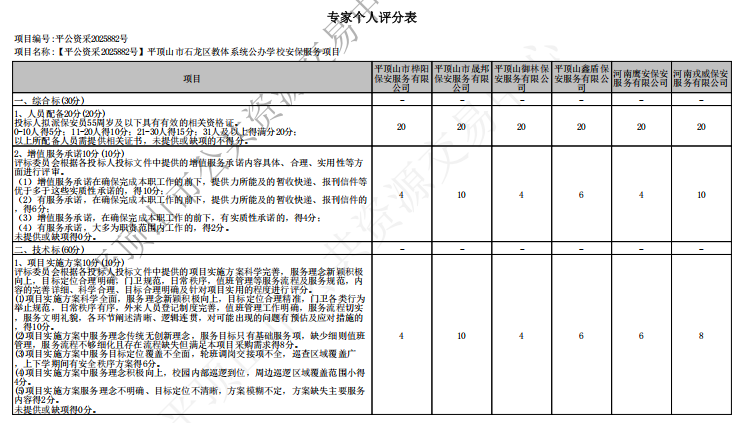 专家个人评分表
项目编号:平公资采2025882号
项目名称:【平公资采2025882号】平顶山市石龙区教体系统公办学校安保服务项目
项目
平顶山市桦阳保安服务有限公司
平顶山市晟邦保安服务有限公司
平顶山御林保安服务有限公司
平顶山鑫盾保安服务有限公司
河南鹰安保安服务有限公司
河南戎威保安服务有限公司
一、综合标(30分)
-
-
-
-
-
-
1、人员配备20分(20分)
投标人拟派保安员55周岁及以下具有有效的相关资格证。
0-10人得5分；11-20人得10分；21-30人得15分；31人及以上得满分20分；
以上所配备人员需提供相关证书，未提供或缺项的不得分。
20
20
20
20
20
20
2、增值服务承诺10分(10分)
评标委员会根据各投标人投标文件中提供的增值服务承诺内容具体、合理、实用性等方
面进行评审。
（1）增值服务承诺在确保完成本职工作的前下，提供力所能及的暂收快递、报刊信件等
优于多于这些实质性承诺的，得10分；
（2）有服务承诺，在确保完成本职工作的前下，提供力所能及的暂收快递、报刊信件的
，得6分；
（3）增值服务承诺，在确保完成本职工作的前下，有实质性承诺的，得4分；
（4）有服务承诺，大多为职责范围内工作的，得2分。
未提供或缺项得0分。
4
10
4
6
4
10
二、技术标(60分)
-
-
-
-
-
-
1、项目实施方案10分(10分)
评标委员会根据各投标人投标文件中提供的项目实施方案科学完善，服务理念新颖积极
向上，目标定位合理明确，门卫规范，日常秩序，值班管理等服务流程及服务规范，内
容的完善详细、科学合理、目标合理明确及针对项目实用的程度进行评分。
(1)项目实施方案科学全面，服务理念新颖积极向上，目标定位合理精准，门卫各类行为
举止规范，日常秩序有序，外来人员登记制度完善，值班管理工作明确，服务流程切实
，服务文明礼貌，各环节阐述清晰、逻辑连贯，对可能出现的问题有预估及应对措施的
，得10分。
(2)项目实施方案中服务理念传统无创新理念，服务目标只有基础服务项，缺少细则值班
管理，服务流程不够细化且存在流程缺但满足本项目采购需求得8分。
(3)项目实施方案中服务目标定位覆盖不全面，轮班调岗交接项不全，巡查区域覆盖广
，上下学期间有安全秩序方案得6分。
(4)项目实施方案中服务理念积极向上，校园内部巡逻到位，周边巡逻区域覆盖范围小得
4分。
(5)项目实施方案服务理念不明确、目标定位不清晰，方案模糊不定，方案缺失主要服务
内容得2分。
未提供或缺项得0分。
4
10
4
6
6
8